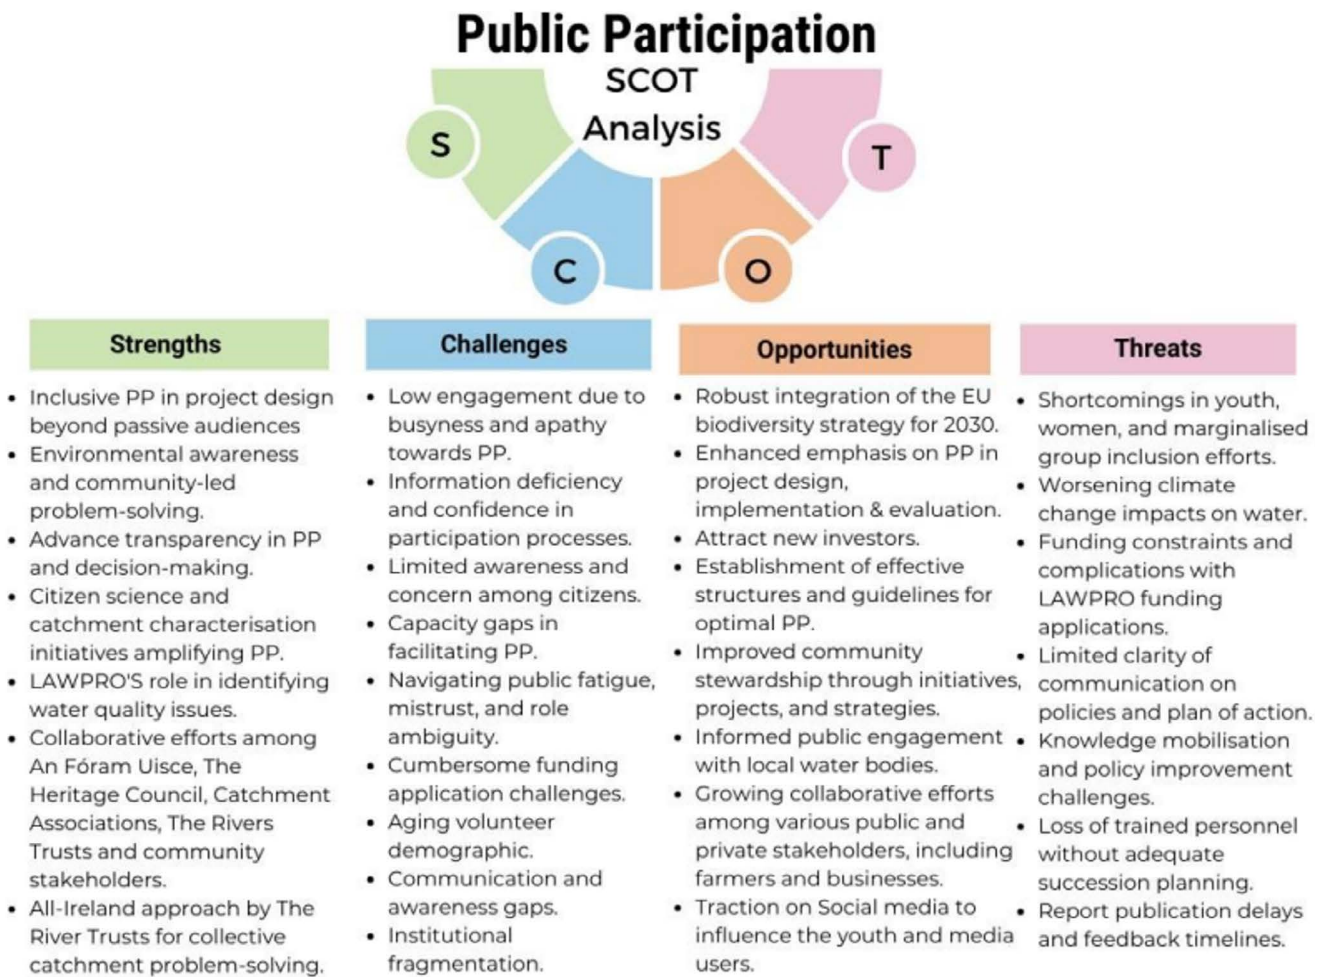 Public Participation
SCOT
Analysis
S
C
O
T
Strengths
• Inclusive PP in project design
beyond passive audiences
• Environmental awareness
and community-led
problem-solving.
• Advance transparency in PP
and decision-making.
• Citizen science and
catchment characterisation
initiatives amplifying PP.
• LAWPRO'S role in identifying
water quality issues.
• Collaborative efforts among
An Fóram Uisce, The
Heritage Council, Catchment
Associations, The Rivers
Trusts and community
stakeholders.
• All-Ireland approach by The
River Trusts for collective
catchment problem-solving.
Challenges
• Low engagement due to
busyness and apathy
towards PP.
• Information deficiency
and confidence in
participation processes.
• Limited awareness and
concern among citizens.
• Capacity gaps in
facilitating PP.
• Navigating public fatigue,
mistrust, and role
ambiguity.
• Cumbersome funding
application challenges.
• Aging volunteer
demographic.
• Communication and
awareness gaps.
• Institutional
fragmentation.
Opportunities
• Robust integration of the EU
biodiversity strategy for 2030.
• Enhanced emphasis on PP in
project design,
implementation & evaluation.
• Attract new investors.
• Establishment of effective
structures and guidelines for
optimal PP.
• Improved community
stewardship through initiatives,
projects, and strategies.
• Informed public engagement
with local water bodies.
• Growing collaborative efforts
among various public and
private stakeholders, including
farmers and businesses.
• Traction on Social media to
influence the youth and media
users.
Threats
• Shortcomings in youth,
women, and marginalised
group inclusion efforts.
• Worsening climate
change impacts on water.
• Funding constraints and
complications with
LAWPRO funding
applications.
• Limited clarity of
communication on
policies and plan of action.
• Knowledge mobilisation
and policy improvement
challenges.
• Loss of trained personnel
without adequate
succession planning.
• Report publication delays
and feedback timelines.